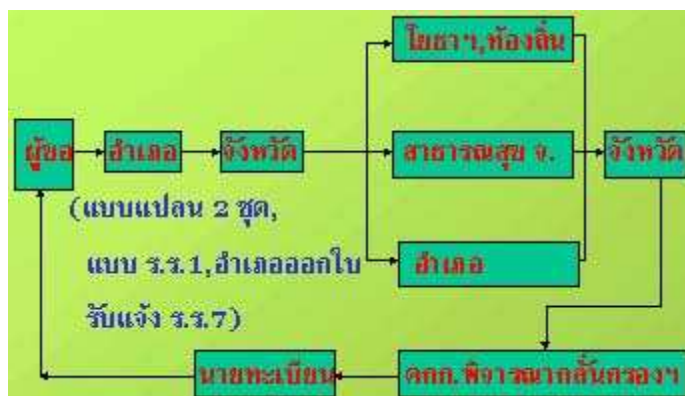 โยธาฯ,ท้องถิ่น
ผู้ขอ
อำเภอ
จังหวัด
สาธารณสุข จ.
จังหวัด
(แบบแปลน 2 ชุด,
แบบ ร.ร.1,อำเภอออกใบ
รับแจ้ง ร.ร.7)
อำเภอ
นายทะเบียน
คกก.พิจารณากลั่นกรองฯ